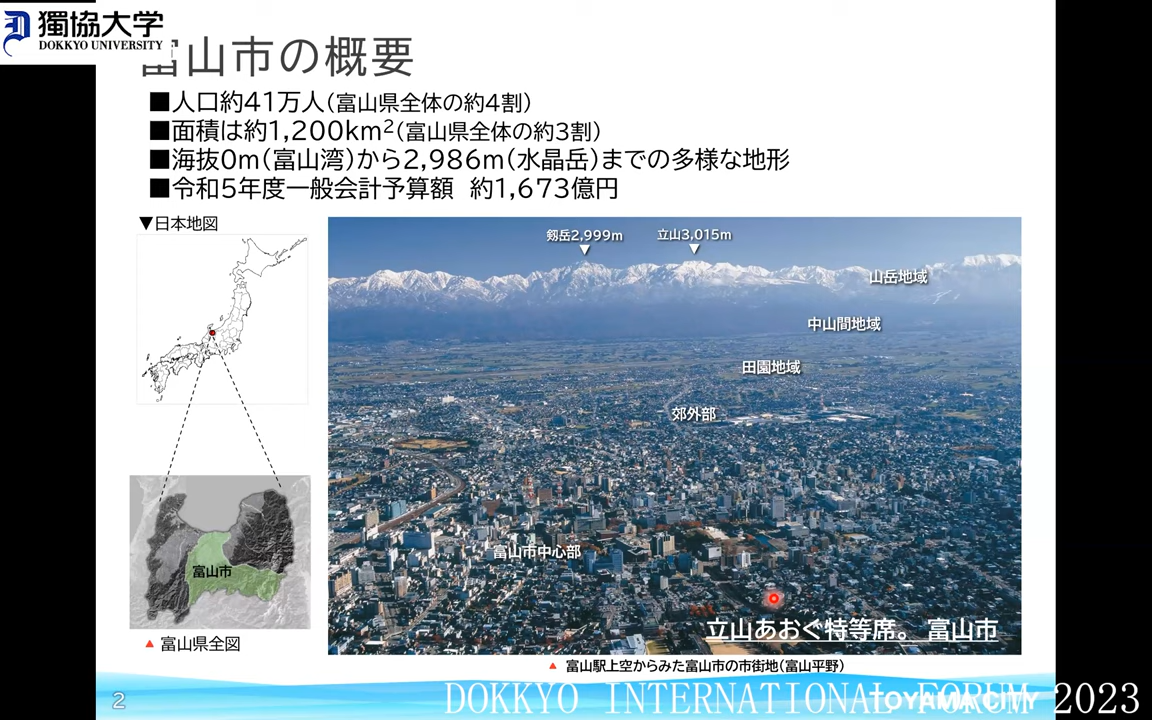 獨協大学
DOKKYO UNIVERSITY
富山市の概要
■人口約41万人(富山県全体の約4割)
■面積は約1,200km²(富山県全体の約3割)
■海抜0m(富山湾)から2,986m(水晶岳)までの多様な地形
■令和5年度一般会計予算額 約1,673億円
▼日本地図
剱岳2,999m
立山3,015m
山岳地域
中山間地域
田園地域
郊外部
富山市中心部
富山市
立山あおぐ特等席。 富山市
▲ 富山県全図
▲ 富山駅上空からみた富山市の市街地(富山平野)
2
TOYAMA CITY
DOKKYO INTERNATIONAL FORUM 2023